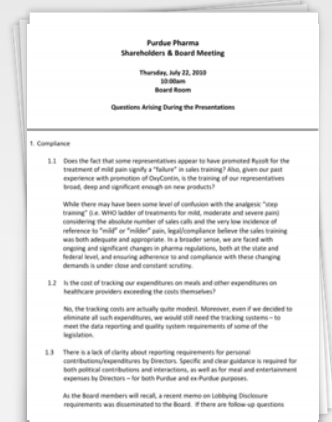 Purdue Pharma
Shareholders & Board Meeting
Thursday, July 22, 2010
10:00am
Board Room
Questions Arising During the Presentations
1. Compliance
1.1 Does the fact that some representatives appear to have promoted Ryzolt for the
treatment of mild pain signify a "failure" in sales training? Also, given our past
experience with promotion of OxyContin, is the training of our representatives
broad, deep and significant enough on new products?
While there may have been some level of confusion with the analgesic "step
training" (i.e. WHO ladder of treatments for mild, moderate and severe pain)
considering the absolute number of sales calls and the very low incidence of
reference to "mild" or "milder" pain, legal/compliance believe the sales training
was both adequate and appropriate. In a broader sense, we are faced with
ongoing and significant changes in pharma regulations, both at the state and
federal level, and ensuring adherence to and compliance with these changing
demands is under close and constant scrutiny.
1.2 Is the cost of tracking our expenditures on meals and other expenditures on
healthcare providers exceeding the costs themselves?
No, the tracking costs are actually quite modest. Moreover, even if we decided to
eliminate all such expenditures, we would still need the tracking systems – to
meet the data reporting and quality system requirements of some of the
legislation.
1.3 There is a lack of clarity about reporting requirements for personal
contributions/expenditures by Directors. Specific and clear guidance is required for
both political contributions and interactions, as well as for meal and entertainment
expenses by Directors – for both Purdue and ex-Purdue purposes.
As the Board members will recall, a recent memo on Lobbying Disclosure
requirements was disseminated to the Board. If there are follow-up questions